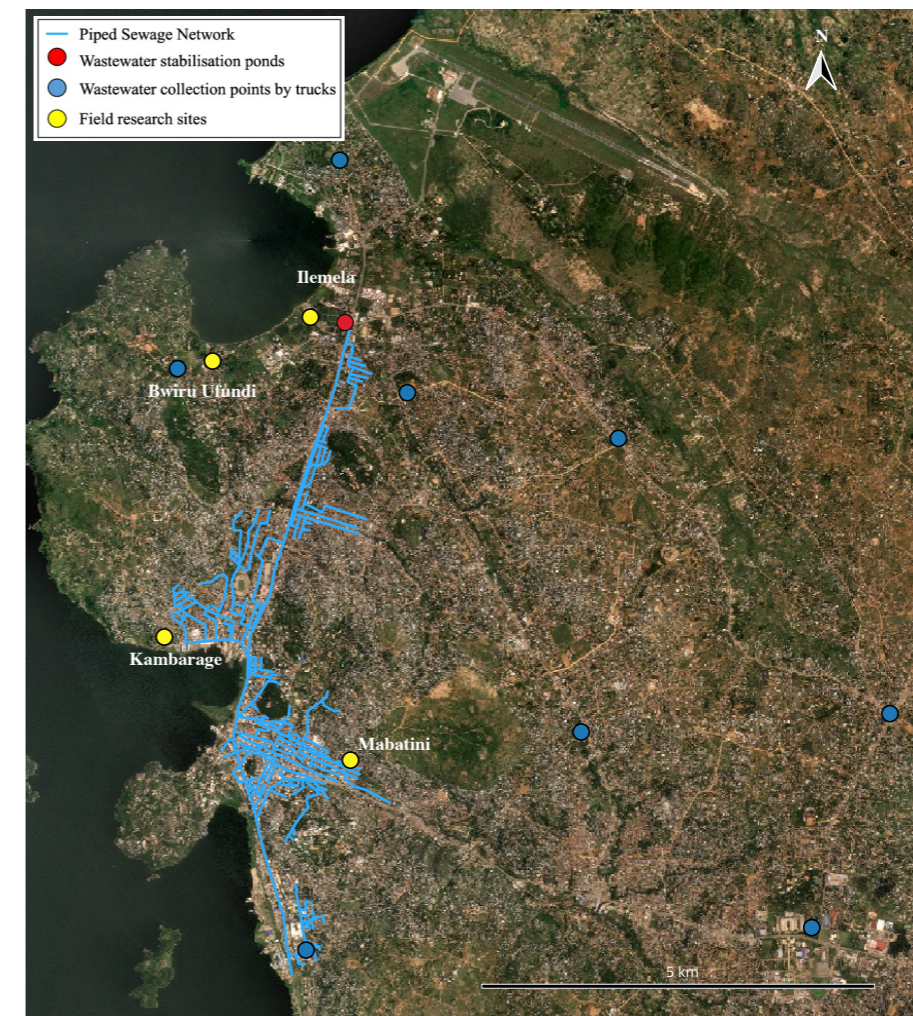 Piped Sewage Network
Wastewater stabilisation ponds
Wastewater collection points by trucks
Field research sites
N
Ilemela
Bwiru Ufundi
Kambarage
Mabatini
5 km